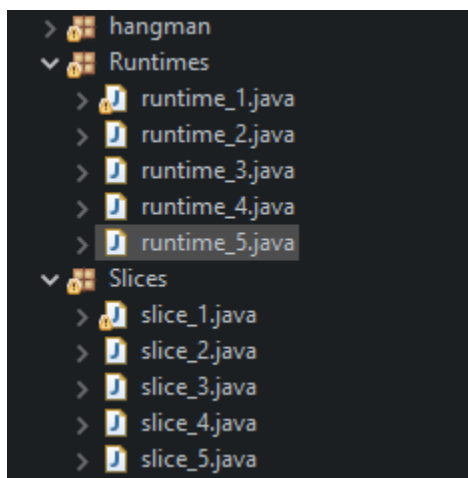 hangman
Runtimes
runtime_1.java
runtime_2.java
runtime_3.java
runtime_4.java
runtime_5.java
Slices
slice_1.java
slice_2.java
slice_3.java
slice_4.java
slice_5.java